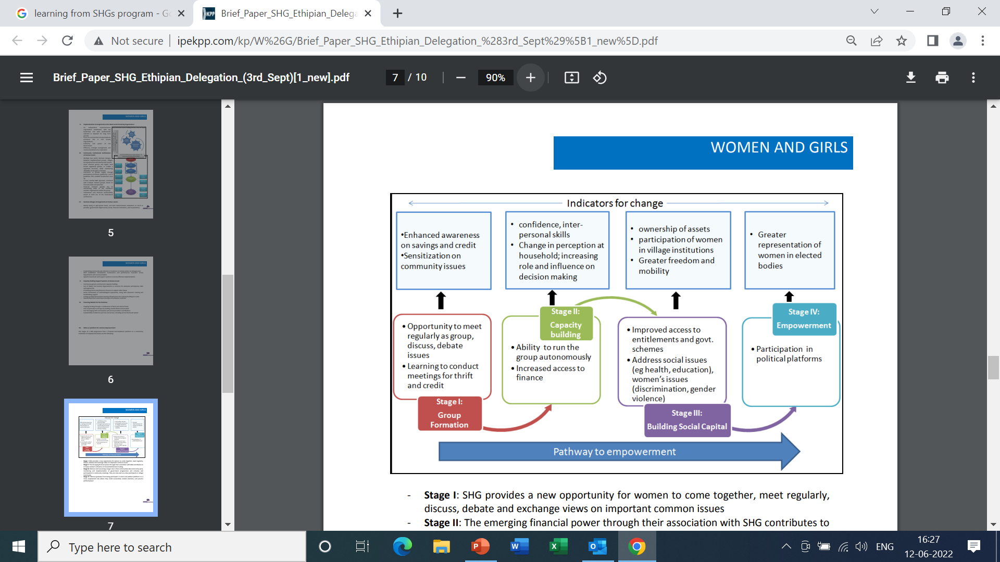 learning from SHGs program - Go
Brief_Paper_SHG_Ethipian_Delega
Not secure
ipekpp.com/kp/W%26G/Brief_Paper_SHG_Ethipian_Delegation_%283rd_Sept%29%5B1_new%5D.pdf
Brief_Paper_SHG_Ethipian_Delegation_(3rd_Sept)[1_new].pdf
7 / 10
90%
5
6
7
WOMEN AND GIRLS
Indicators for change
•Enhanced awareness
on savings and credit
•Sensitization on
community issues
• confidence, inter-
personal skills
• Change in perception at
household; increasing
role and influence on
decision making
• ownership of assets
• participation of women
in village institutions
• Greater freedom and
mobility
• Greater
representation of
women in elected
bodies
• Opportunity to meet
regularly as group,
discuss, debate
issues
• Learning to conduct
meetings for thrift
and credit
Stage I:
Group
Formation
Stage II:
Capacity
building
• Ability to run the
group autonomously
• Increased access to
finance
• Improved access to
entitlements and govt.
schemes
• Address social issues
(eg health, education),
women's issues
(discrimination, gender
violence)
Stage III:
Building Social Capital
Stage IV:
Empowerment
• Participation in
political platforms
Pathway to empowerment
- Stage I: SHG provides a new opportunity for women to come together, meet regularly,
discuss, debate and exchange views on important common issues
- Stage II: The emerging financial power through their association with SHG contributes to
Type here to search
ENG
16:27
12-06-2022